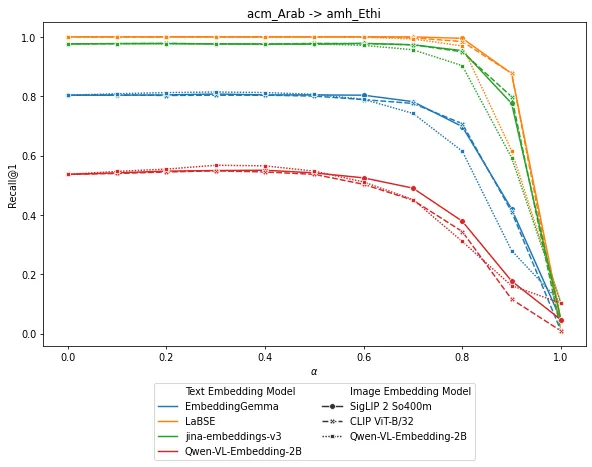 acm_Arab -> amh_Ethi
Recall@1
1.0
0.8
0.6
0.4
0.2
0.0
0.0 0.2 0.4 0.6 0.8 1.0
α
Text Embedding Model
EmbeddingGemma
LaBSE
jina-embeddings-v3
Qwen-VL-Embedding-2B
Image Embedding Model
SigLIP 2 So400m
CLIP ViT-B/32
Qwen-VL-Embedding-2B